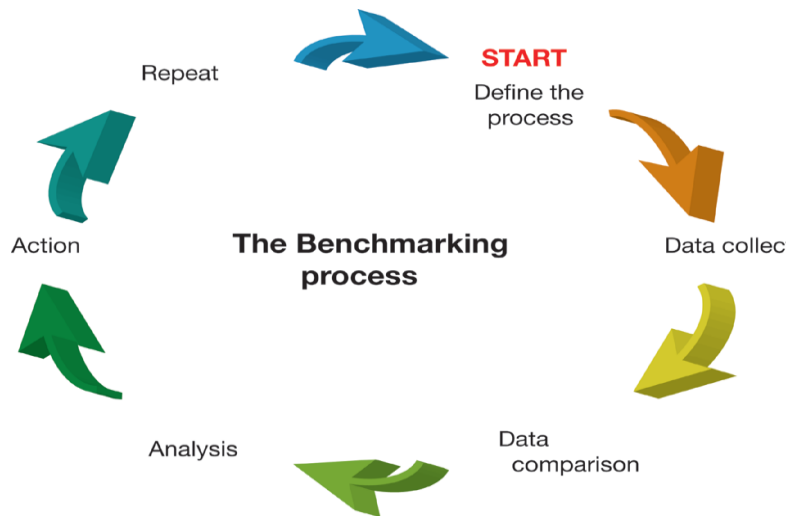 START
Define the
process
Repeat
The Benchmarking
process
Action
Data collec
Analysis
Data
comparison